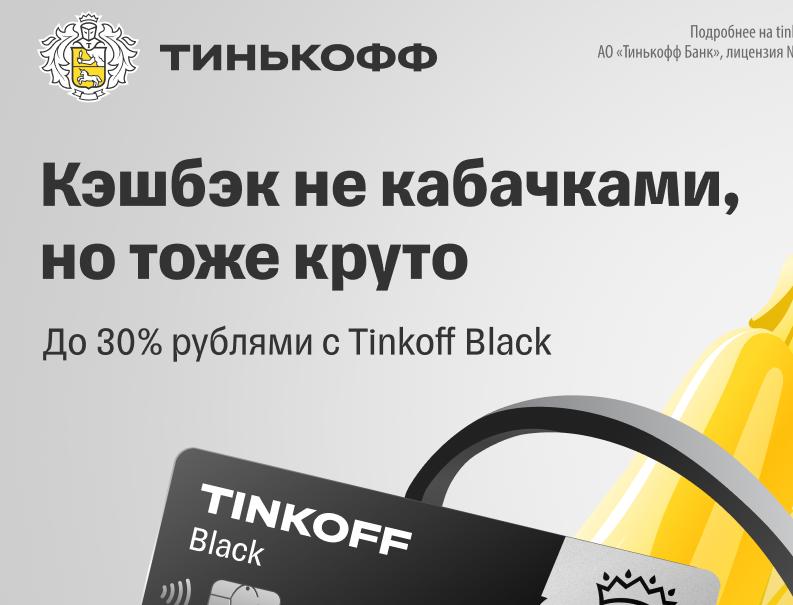 ТИНЬКОФФ
Подробнее на
АО «Тинькофф Банк», лицензия
Кэшбэк не кабачками,
но тоже круто
До 30% рублями с Tinkoff Black
TINKOFF
Black